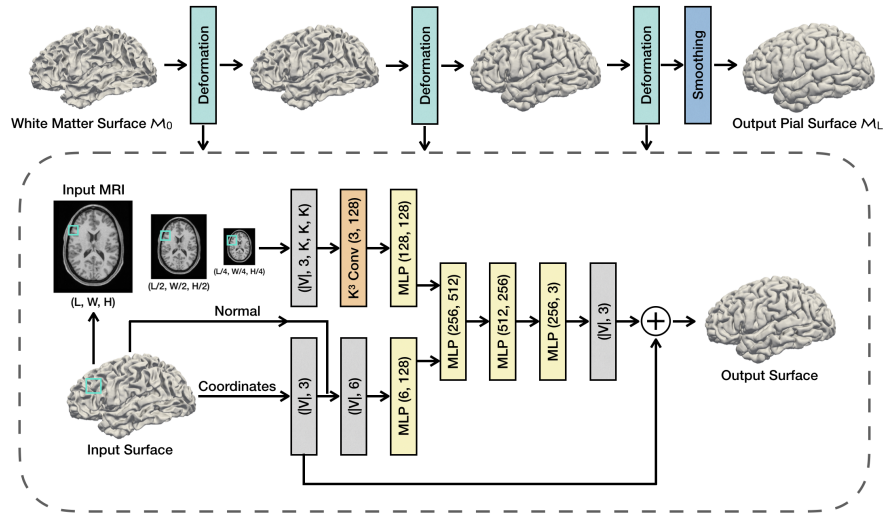 Deformation
Deformation
Deformation
Smoothing
White Matter Surface M₀
Output Pial Surface M_L
Input MRI
(L, W, H)
(L/2, W/2, H/2)
(L/4, W/4, H/4)
(|V|, 3, K, K, K)
K³ Conv (3, 128)
MLP (128, 128)
Normal
Coordinates
Input Surface
(|V|, 3)
(|V|, 6)
MLP (6, 128)
MLP (256, 512)
MLP (512, 256)
MLP (256, 3)
(|V|, 3)
Output Surface